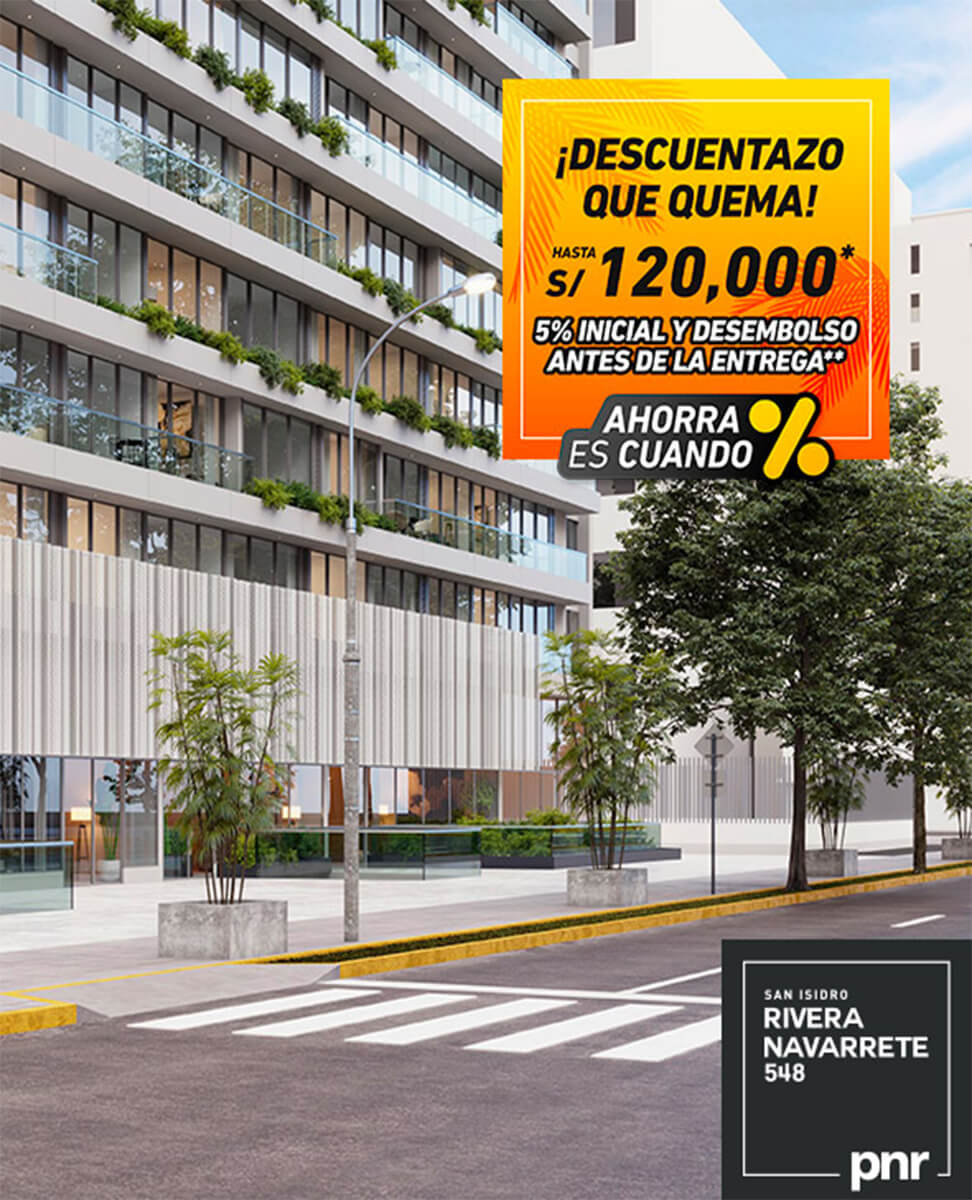 ¡DESCUENTAZO
QUE QUEMA!
HASTA
S/ 120,000*
5% INICIAL Y DESEMBOLSO
ANTES DE LA ENTREGA**
AHORRA
ES CUANDO %
SAN ISIDRO
RIVERA
NAVARRETE
548
pnr